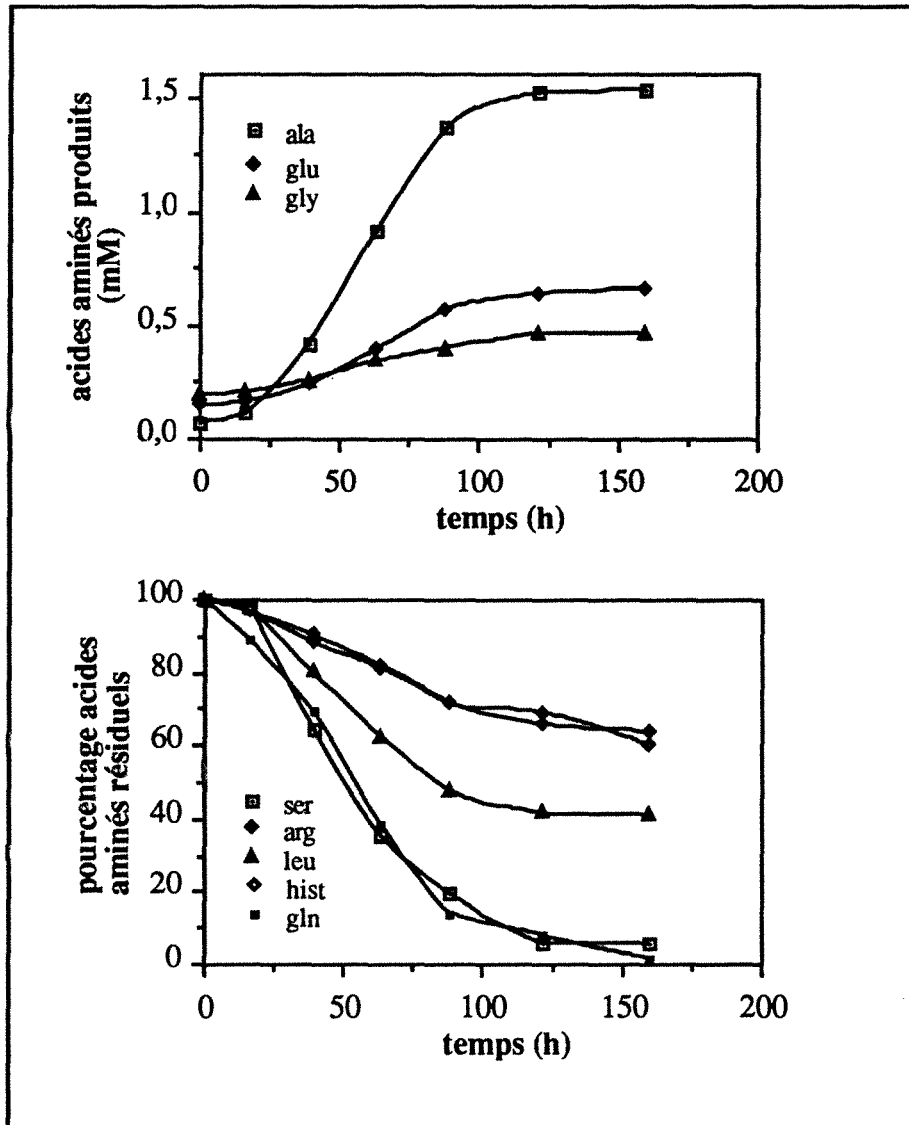 acides aminés produits
(mM)
1,5
1,0
0,5
0,0
ala
glu
gly
0 50 100 150 200
temps (h)
pourcentage acides
aminés résiduels
100
80
60
40
20
0
ser
arg
leu
hist
gln
0 50 100 150 200
temps (h)